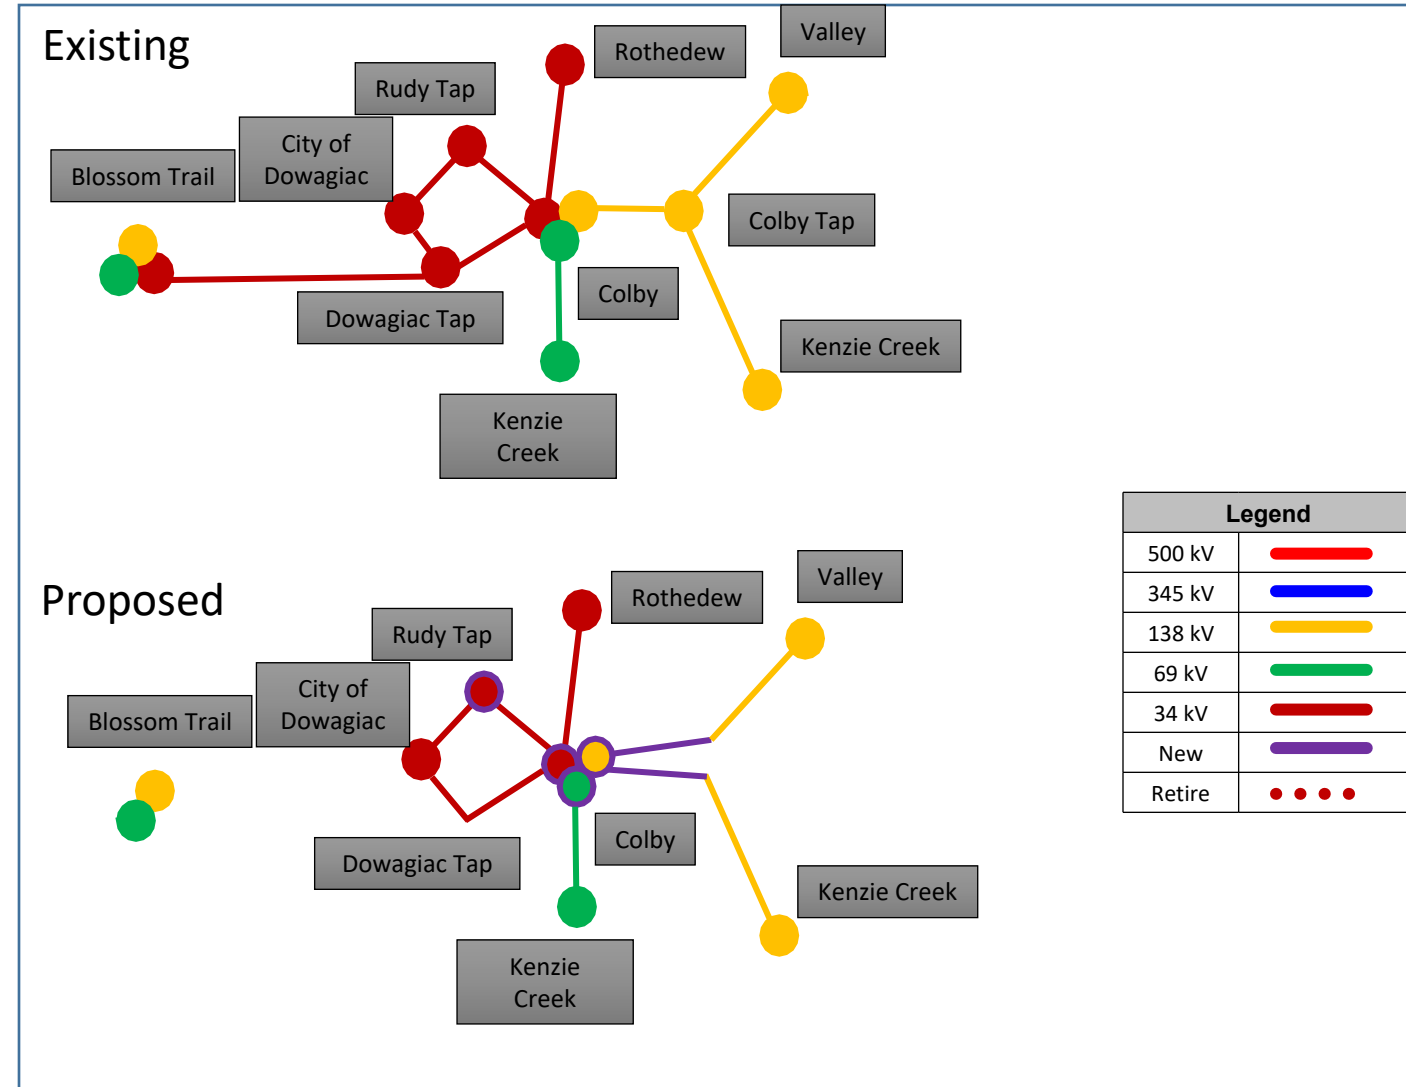 Existing
Valley
Rothedew
Rudy Tap
City of
Dowagiac
Blossom Trail
Colby Tap
Colby
Dowagiac Tap
Kenzie Creek
Kenzie
Creek
Legend
500 kV
345 kV
138 kV
69 kV
34 kV
New
Retire
Proposed
Valley
Rothedew
Rudy Tap
City of
Dowagiac
Blossom Trail
Colby
Dowagiac Tap
Kenzie Creek
Kenzie
Creek